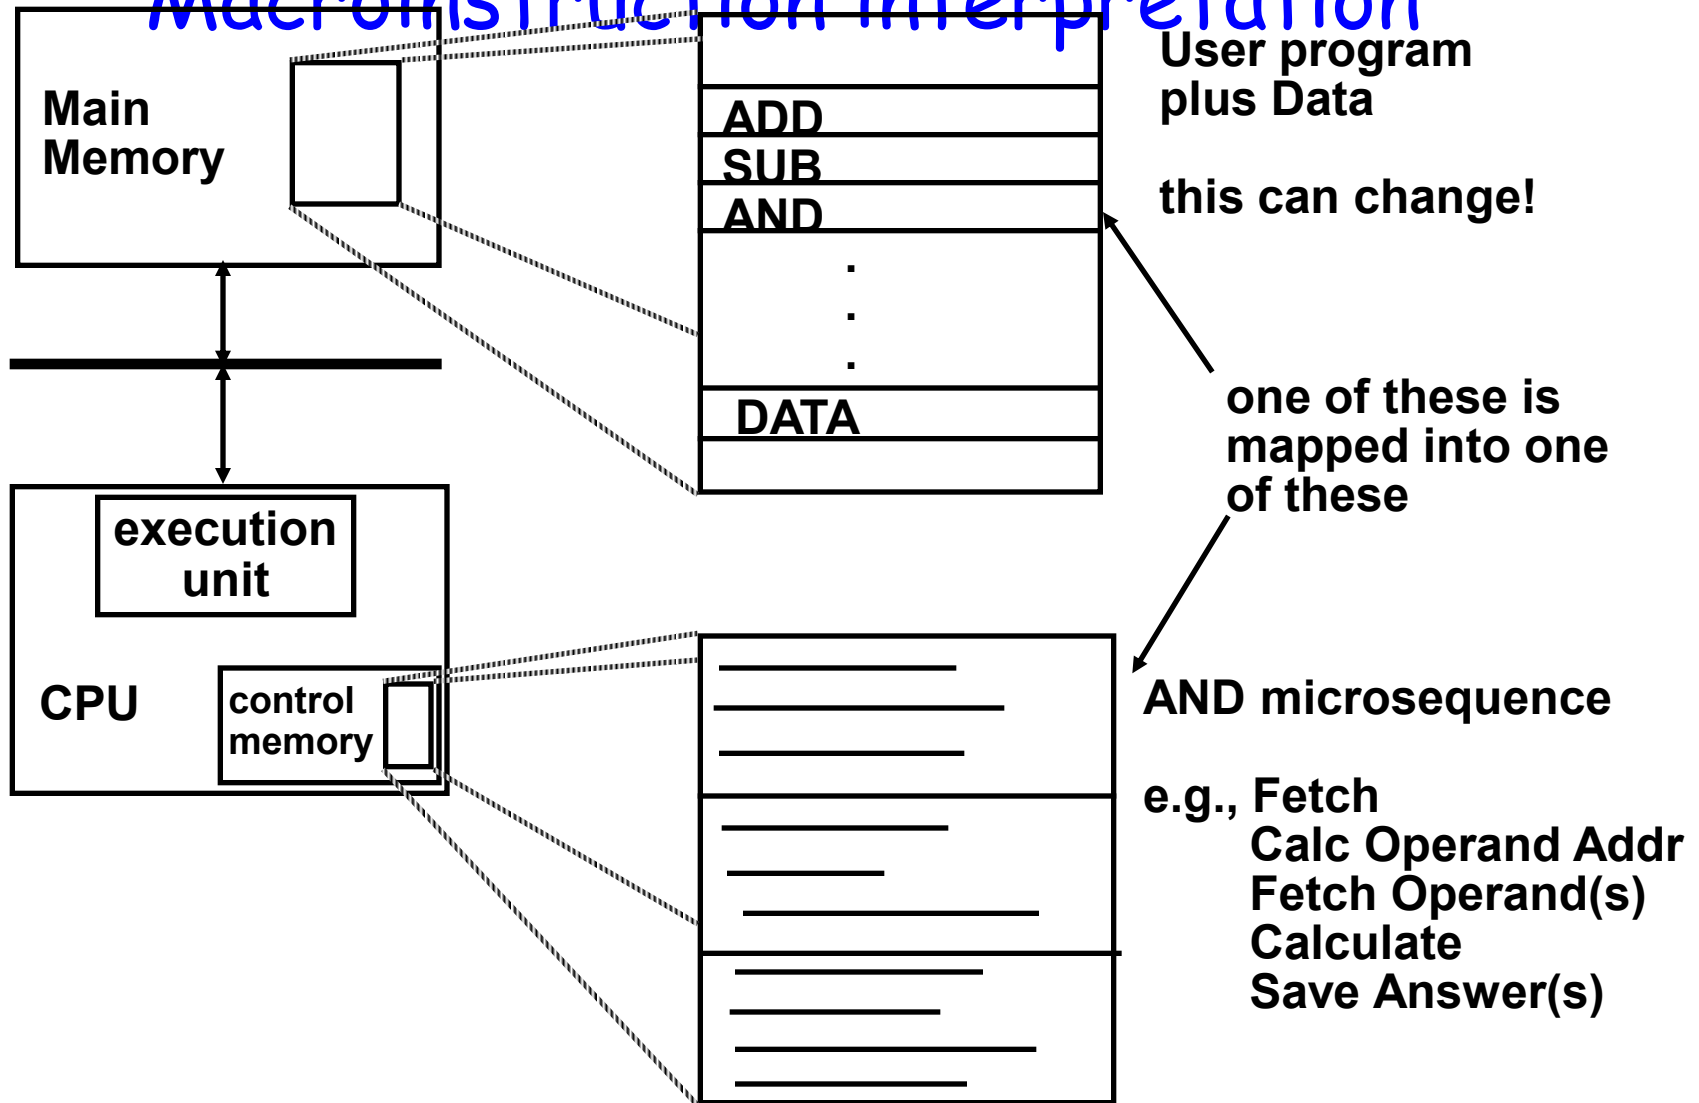 Macroinstruction Interpretation
Main
Memory
ADD
SUB
AND
.
.
.
DATA
User program
plus Data
this can change!
one of these is
mapped into one
of these
execution
unit
CPU
control
memory
AND microsequence
e.g., Fetch
Calc Operand Addr
Fetch Operand(s)
Calculate
Save Answer(s)